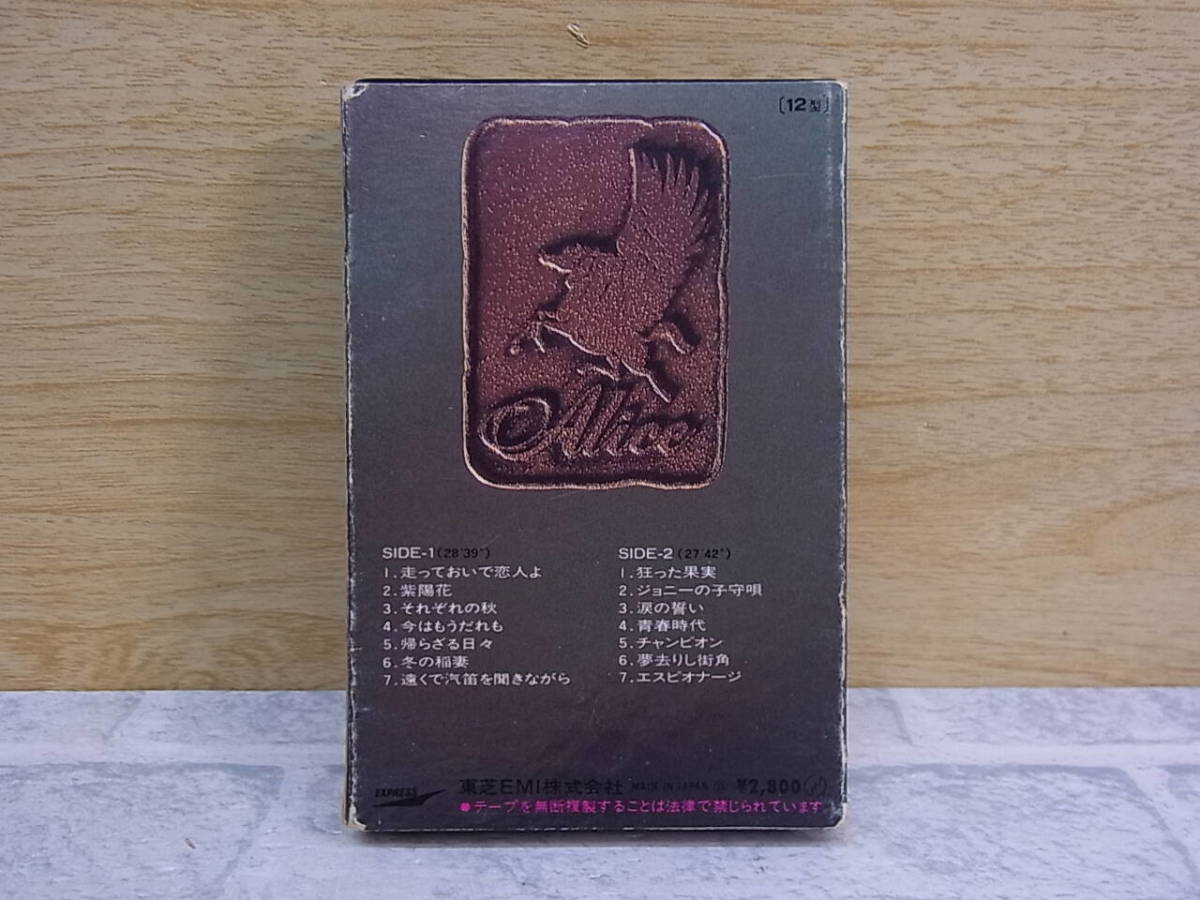 〔12型〕
Alice
SIDE-1(28'39")
1.走っておいで恋人よ
2.紫陽花
3.それぞれの秋
4.今はもうだれも
5.帰らざる日々
6.冬の稲妻
7.遠くで汽笛を聞きながら
SIDE-2(27'42")
1.狂った果実
2.ジョニーの子守唄
3.涙の誓い
4.青春時代
5.チャンピオン
6.夢去りし街角
7.エスピオナージ
EXPRESS
東芝EMI株式会社 MADE IN JAPAN ¥2,800
●テープを無断複製することは法律で禁じられています